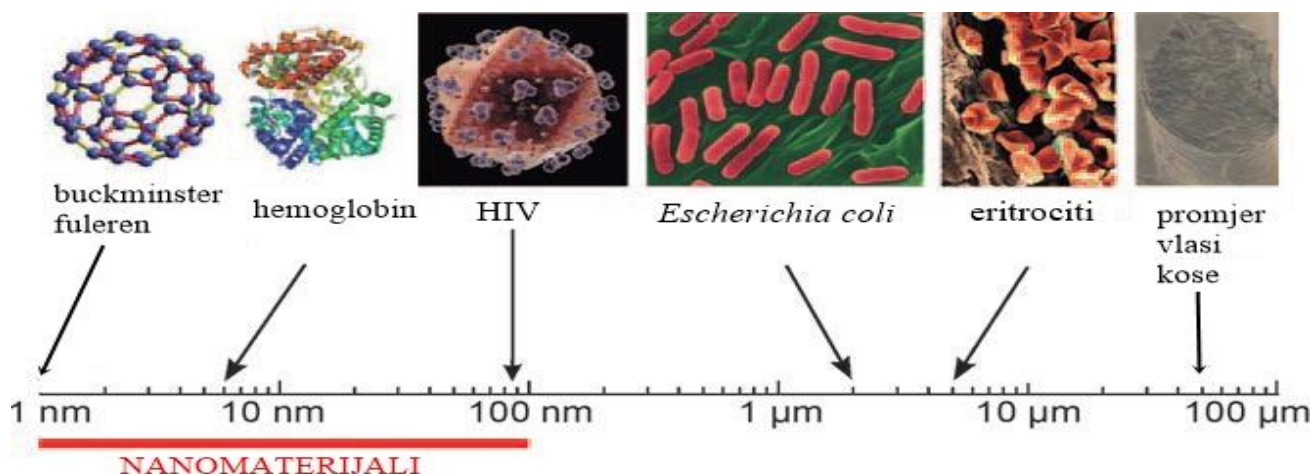 buckminster
fuleren
hemoglobin
HIV
Escherichia coli
eritrociti
promjer
vlasi
kose
1 nm
10 nm
100 nm
1 µm
10 µm
100 µm
NANOMATERIJALI